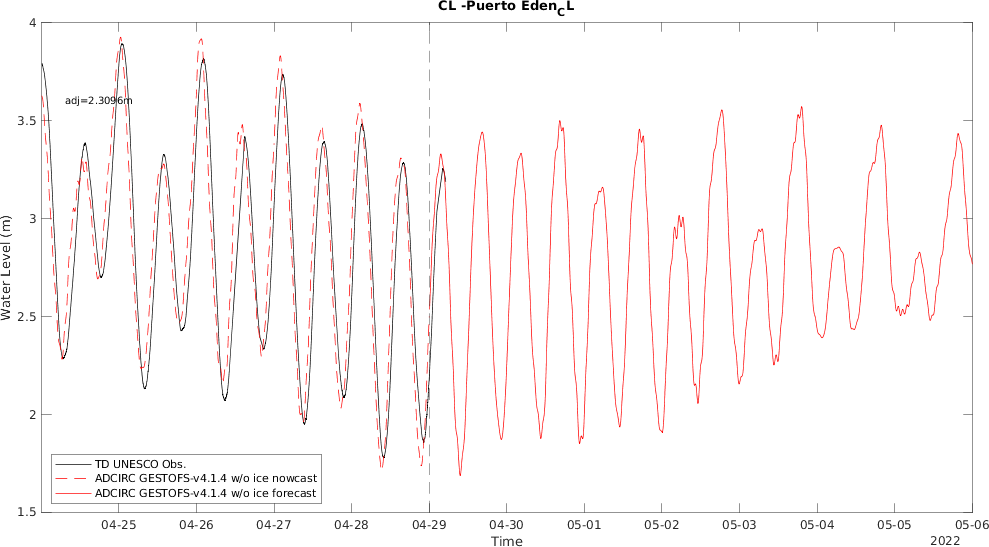 CL -Puerto Eden_CL
adj=2.3096m
Water Level (m)
4
3.5
3
2.5
2
1.5
TD UNESCO Obs.
ADCIRC GESTOFS-v4.1.4 w/o ice nowcast
ADCIRC GESTOFS-v4.1.4 w/o ice forecast
04-25 04-26 04-27 04-28 04-29 04-30 05-01 05-02 05-03 05-04 05-05 05-06
Time
2022